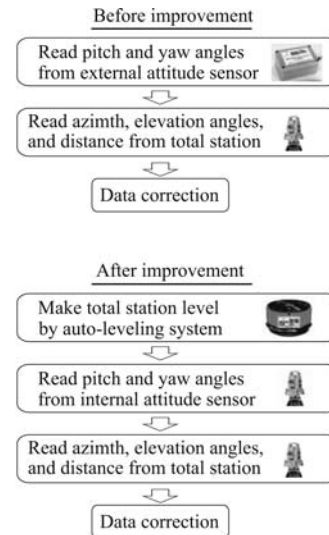 Before improvement
Read pitch and yaw angles
from external attitude sensor
Read azimuth, elevation angles,
and distance from total station
Data correction
After improvement
Make total station level
by auto-leveling system
Read pitch and yaw angles
from internal attitude sensor
Read azimuth, elevation angles,
and distance from total station
Data correction